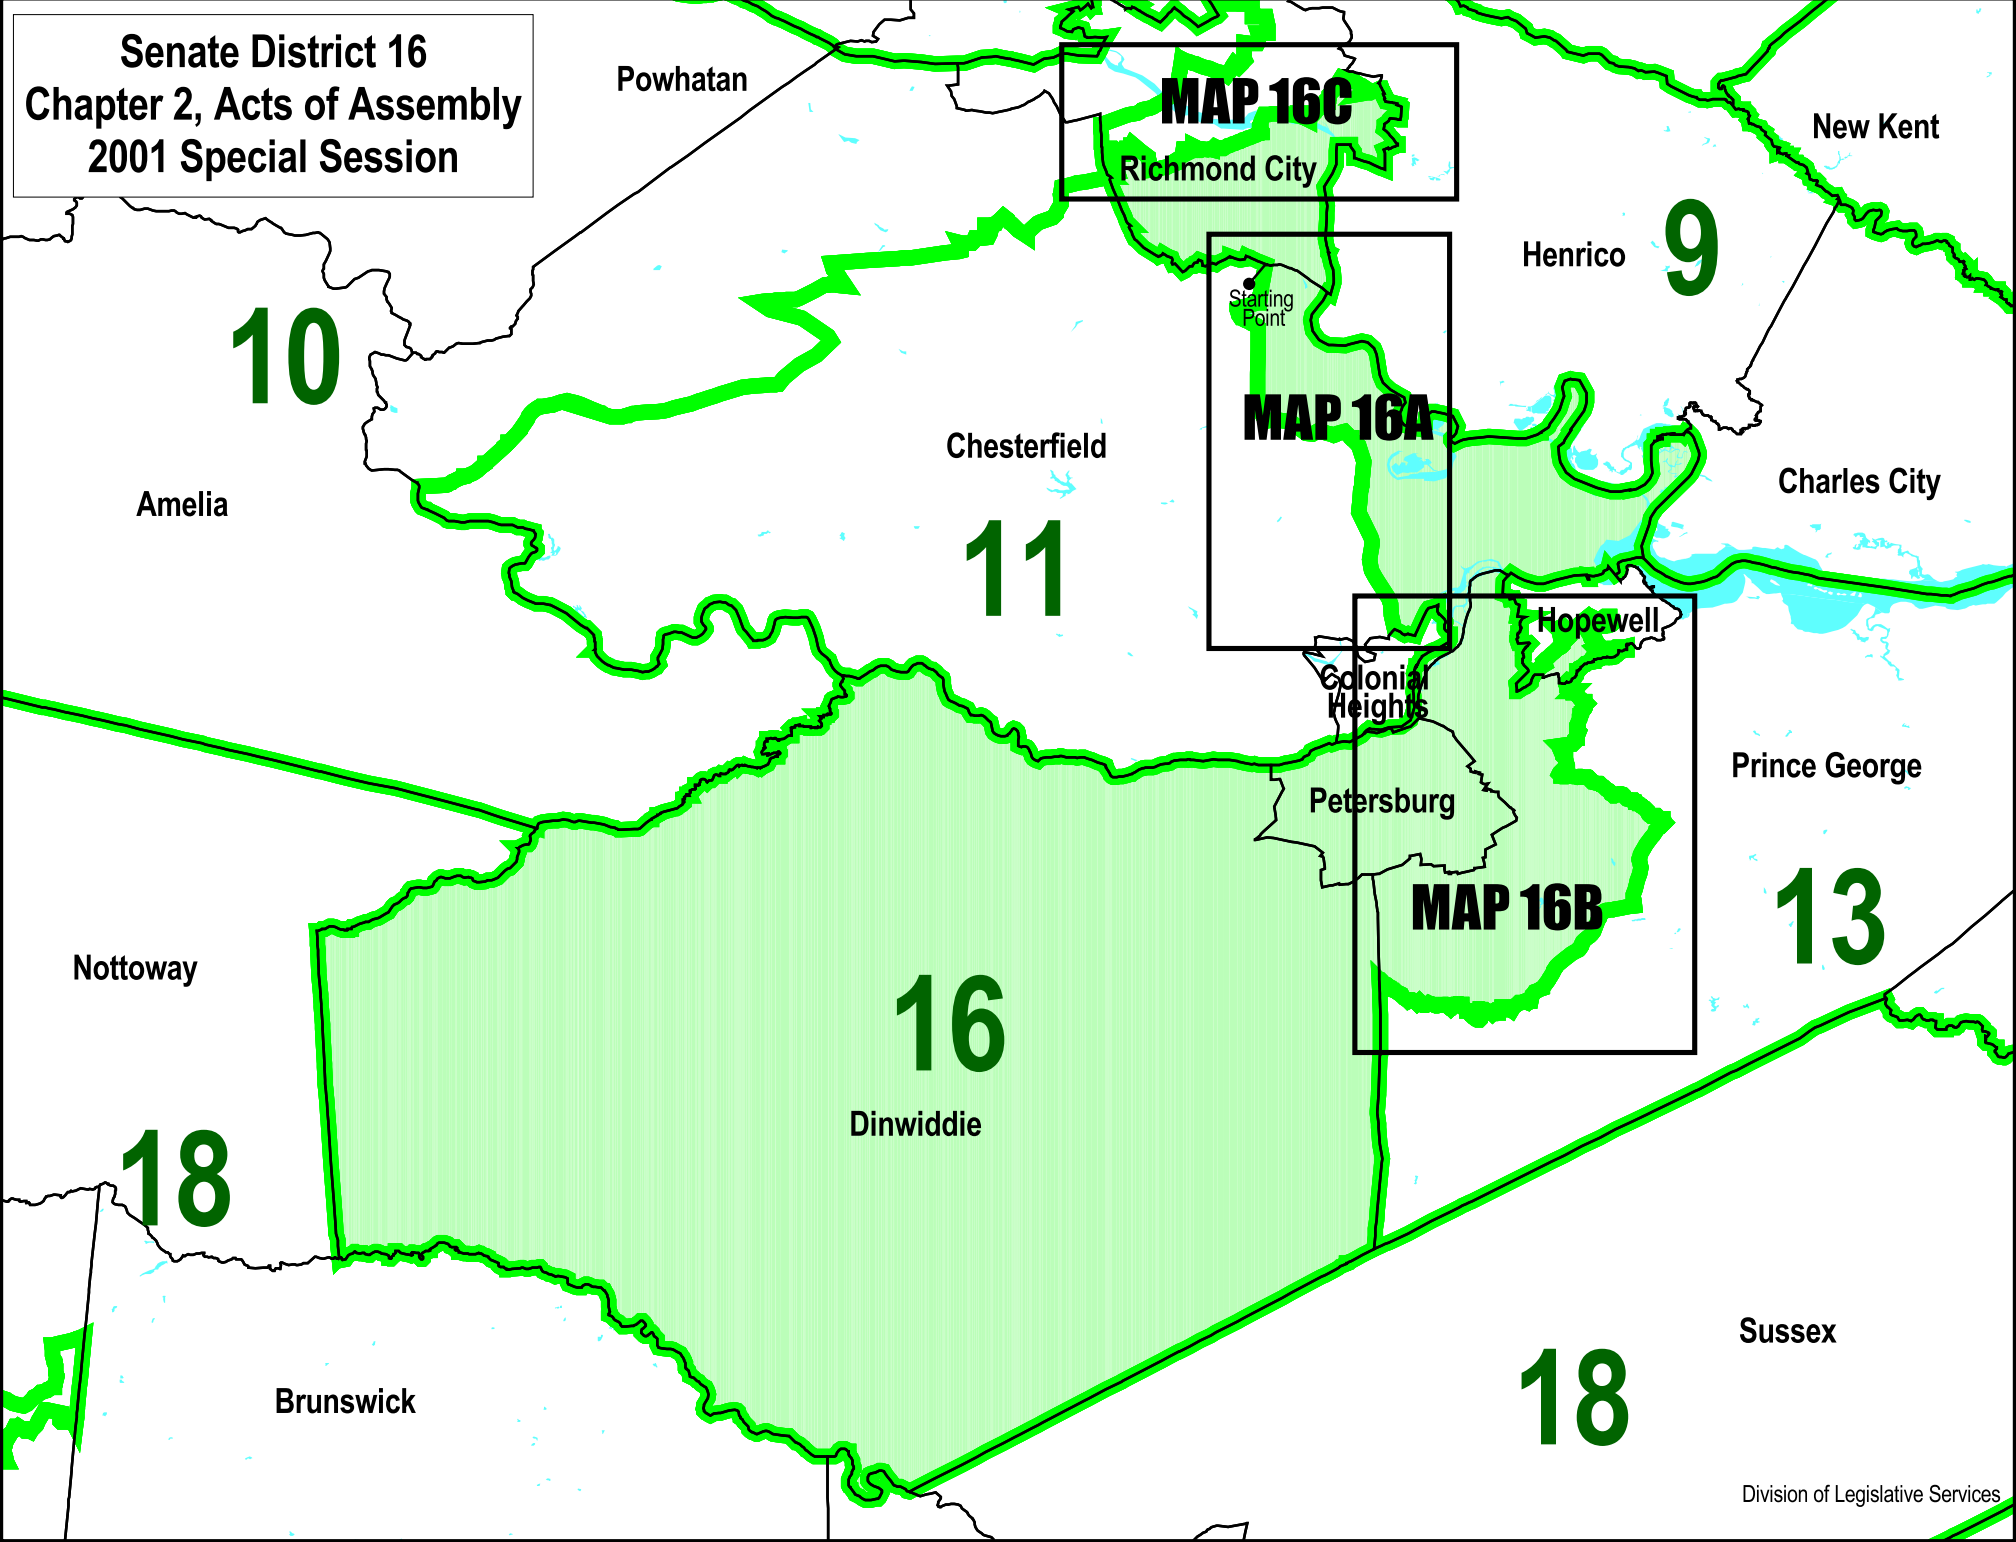 Senate District 16
Chapter 2, Acts of Assembly
2001 Special Session
Powhatan
MAP 16C
Richmond City
New Kent
Henrico
9
10
Starting
Point
MAP 16A
Chesterfield
Amelia
Charles City
11
Hopewell
Colonial
Heights
Prince George
Petersburg
MAP 16B
13
Nottoway
16
Dinwiddie
18
Sussex
18
Brunswick
Division of Legislative Services